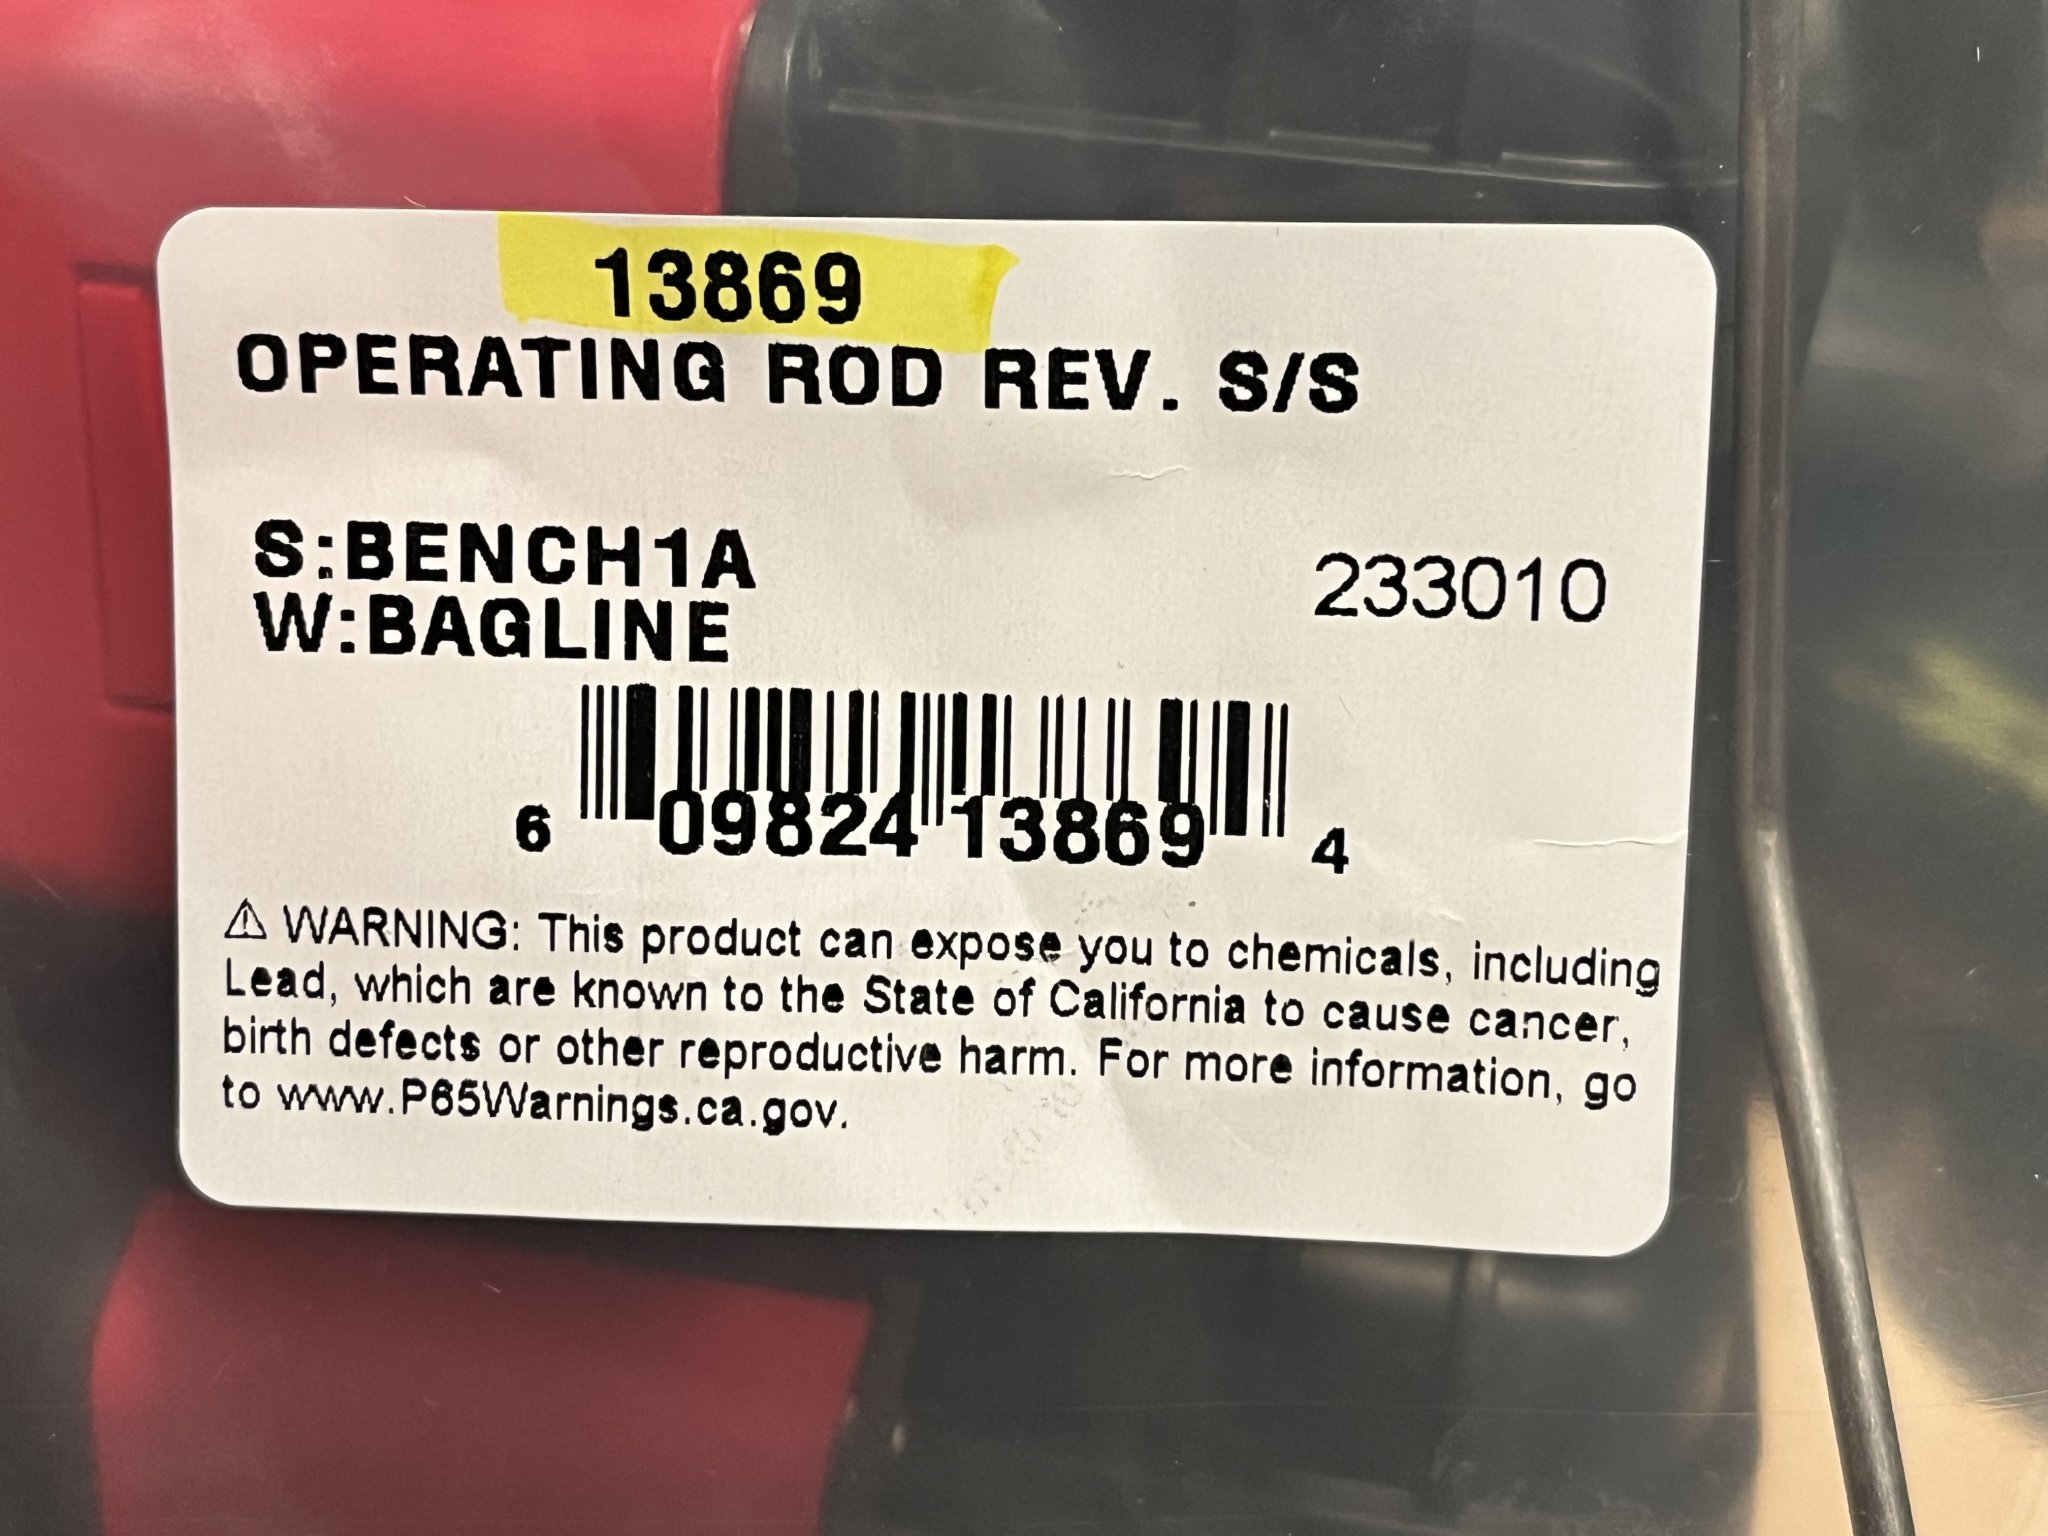 13869
OPERATING ROD REV. S/S
S:BENCH1A
233010
W:BAGLINE
6 09824 13869 4
⚠ WARNING: This product can expose you to chemicals, including
Lead, which are known to the State of California to cause cancer,
birth defects or other reproductive harm. For more information, go
to www.P65Warnings.ca.gov.